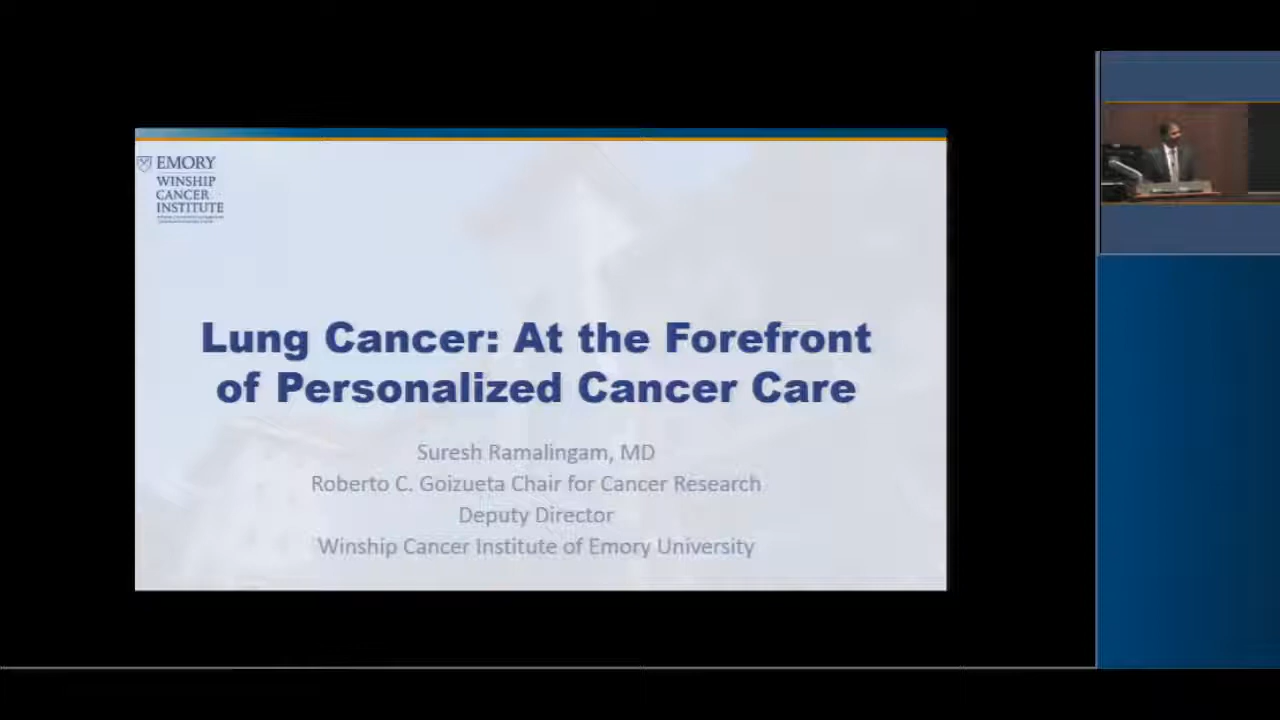 EMORY
WINSHIP
CANCER
INSTITUTE
Lung Cancer: At the Forefront
of Personalized Cancer Care
Suresh Ramalingam, MD
Roberto C. Goizueta Chair for Cancer Research
Deputy Director
Winship Cancer Institute of Emory University